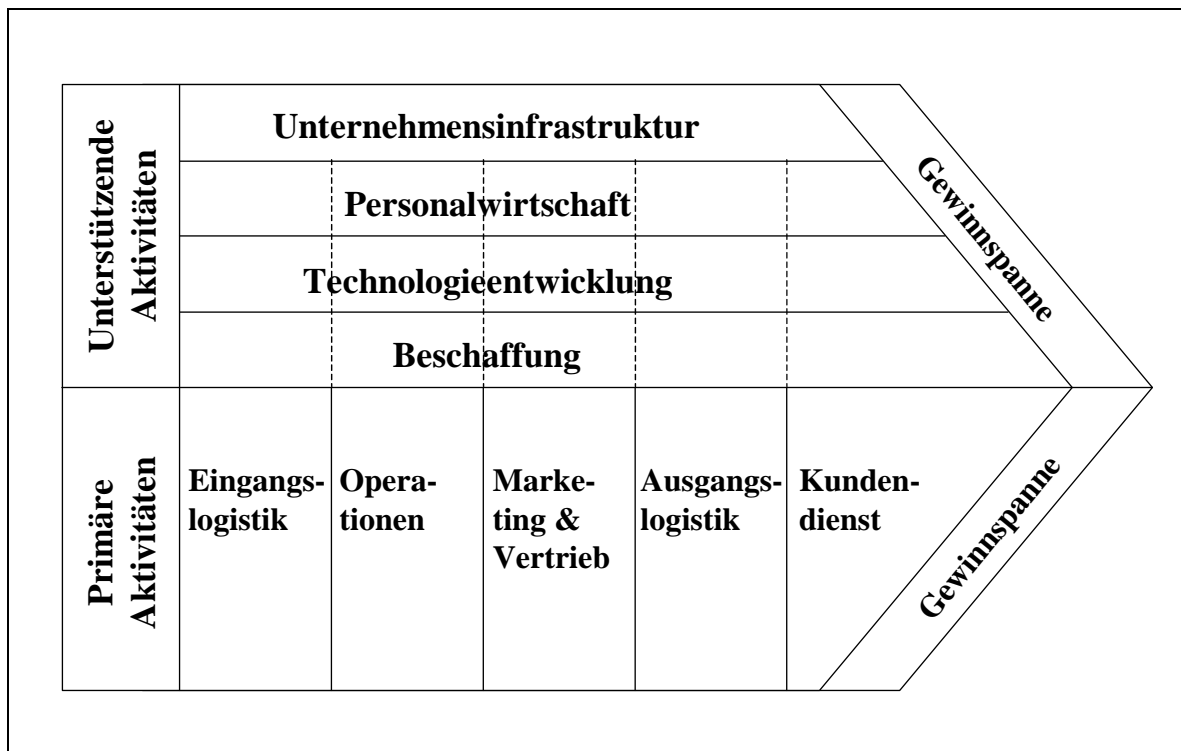 Unterstützende
Aktivitäten
Unternehmensinfrastruktur
Personalwirtschaft
Technologieentwicklung
Beschaffung
Gewinnspanne
Primäre
Aktivitäten
Eingangs-
logistik
Opera-
tionen
Marke-
ting &
Vertrieb
Ausgangs-
logistik
Kunden-
dienst
Gewinnspanne